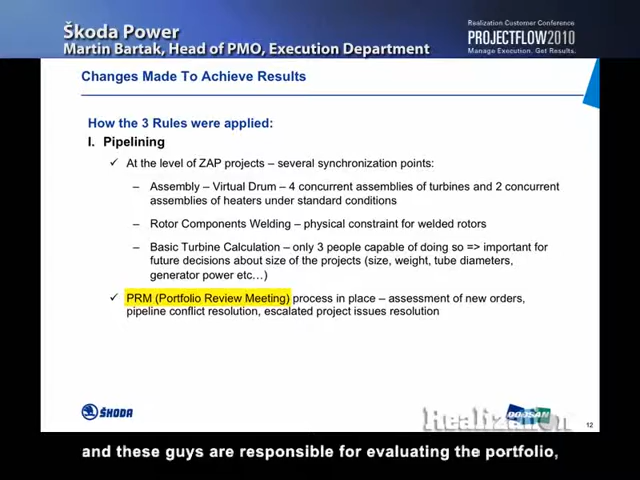 Škoda Power
Martin Bartak, Head of PMO, Execution Department
Realization Customer Conference
PROJECTFLOW2010
Manage Execution. Get Results.
Changes Made To Achieve Results
How the 3 Rules were applied:
I. Pipelining
✓ At the level of ZAP projects – several synchronization points:
– Assembly – Virtual Drum – 4 concurrent assemblies of turbines and 2 concurrent
assemblies of heaters under standard conditions
– Rotor Components Welding – physical constraint for welded rotors
– Basic Turbine Calculation – only 3 people capable of doing so => important for
future decisions about size of the projects (size, weight, tube diameters,
generator power etc…)
✓ PRM (Portfolio Review Meeting) process in place – assessment of new orders,
pipeline conflict resolution, escalated project issues resolution
ŠKODA
DOOSAN
Realization
12
and these guys are responsible for evaluating the portfolio,